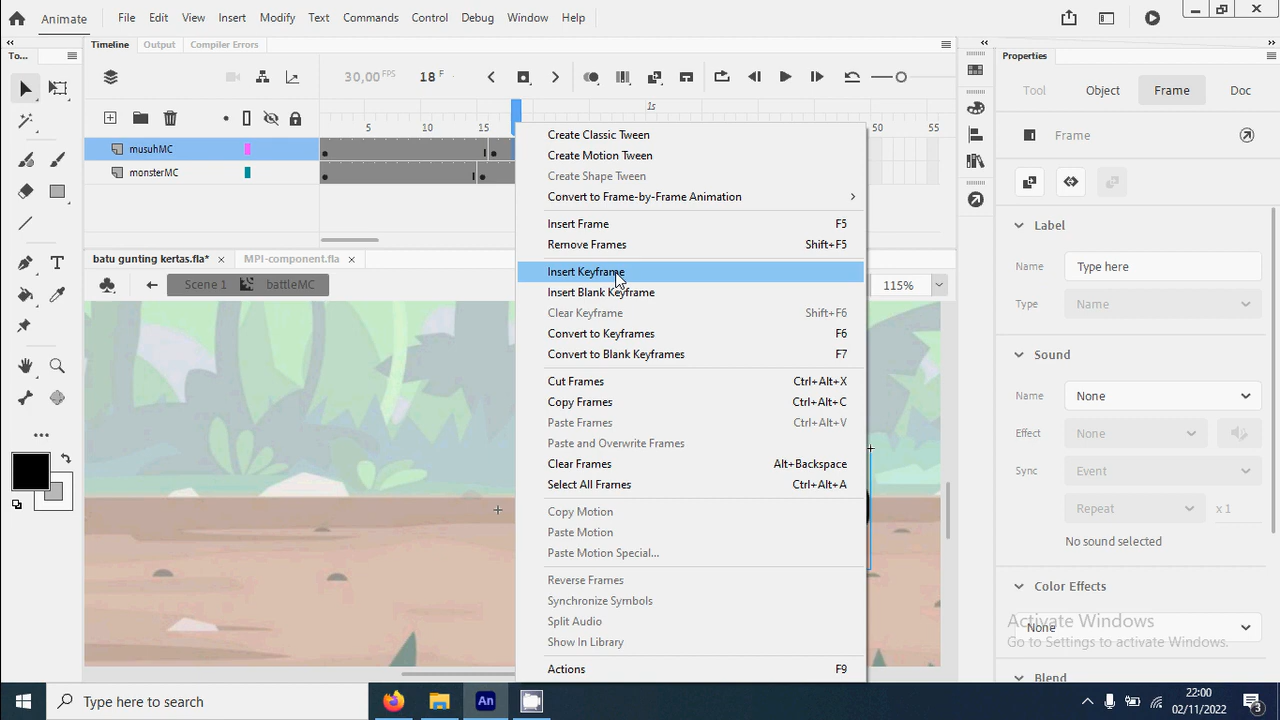 Animate File Edit View Insert Modify Text Commands Control Debug Window Help
To... Timeline Output Compiler Errors Properties
30,00 FPS 18 F
Tool Object Frame Doc
1s
5 10 15 50 55
Frame
musuhMC
monsterMC
Create Classic Tween
Create Motion Tween
Create Shape Tween
Convert to Frame-by-Frame Animation
Insert Frame F5
Remove Frames Shift+F5
Insert Keyframe
Insert Blank Keyframe
Clear Keyframe Shift+F6
Convert to Keyframes F6
Convert to Blank Keyframes F7
Cut Frames Ctrl+Alt+X
Copy Frames Ctrl+Alt+C
Paste Frames Ctrl+Alt+V
Paste and Overwrite Frames
Clear Frames Alt+Backspace
Select All Frames Ctrl+Alt+A
Copy Motion
Paste Motion
Paste Motion Special...
Reverse Frames
Synchronize Symbols
Split Audio
Show In Library
Actions F9
batu gunting kertas.fla* MPI-component.fla
Scene 1 battleMC 115%
Label
Name Type here
Type Name
Sound
Name None
Effect None
Sync Event
Repeat x 1
No sound selected
Color Effects
None
Activate Windows
Go to Settings to activate Windows.
Blend
Type here to search
An
22:00
02/11/2022
3